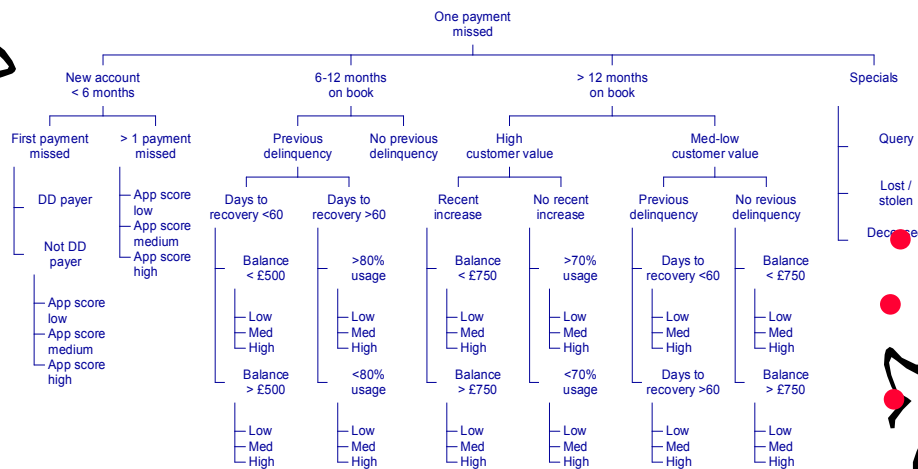 One payment
missed
New account
< 6 months
6-12 months
on book
> 12 months
on book
Specials
First payment
missed
> 1 payment
missed
Previous
delinquency
No previous
delinquency
High
customer value
Med-low
customer value
Query
DD payer
Not DD
payer
App score
low
App score
medium
App score
high
App score
low
App score
medium
App score
high
Days to
recovery <60
Days to
recovery >60
Recent
increase
No recent
increase
Previous
delinquency
No revious
delinquency
Lost /
stolen
Balance
< £500
>80%
usage
Balance
< £750
>70%
usage
Days to
recovery <60
Balance
< £750
Low
Med
High
Low
Med
High
Low
Med
High
Low
Med
High
Low
Med
High
Low
Med
High
Balance
> £500
<80%
usage
Balance
> £750
<70%
usage
Days to
recovery >60
Balance
> £750
Low
Med
High
Low
Med
High
Low
Med
High
Low
Med
High
Low
Med
High
Low
Med
High